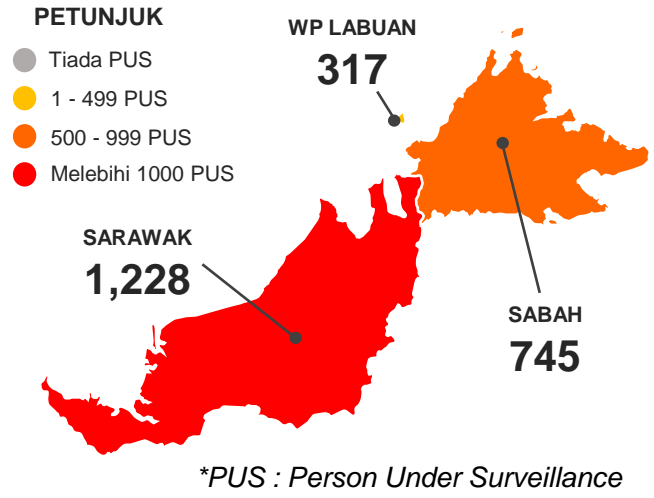 PETUNJUK
Tiada PUS
1 - 499 PUS
500 - 999 PUS
Melebihi 1000 PUS
WP LABUAN
317
SARAWAK
1,228
SABAH
745
*PUS : Person Under Surveillance